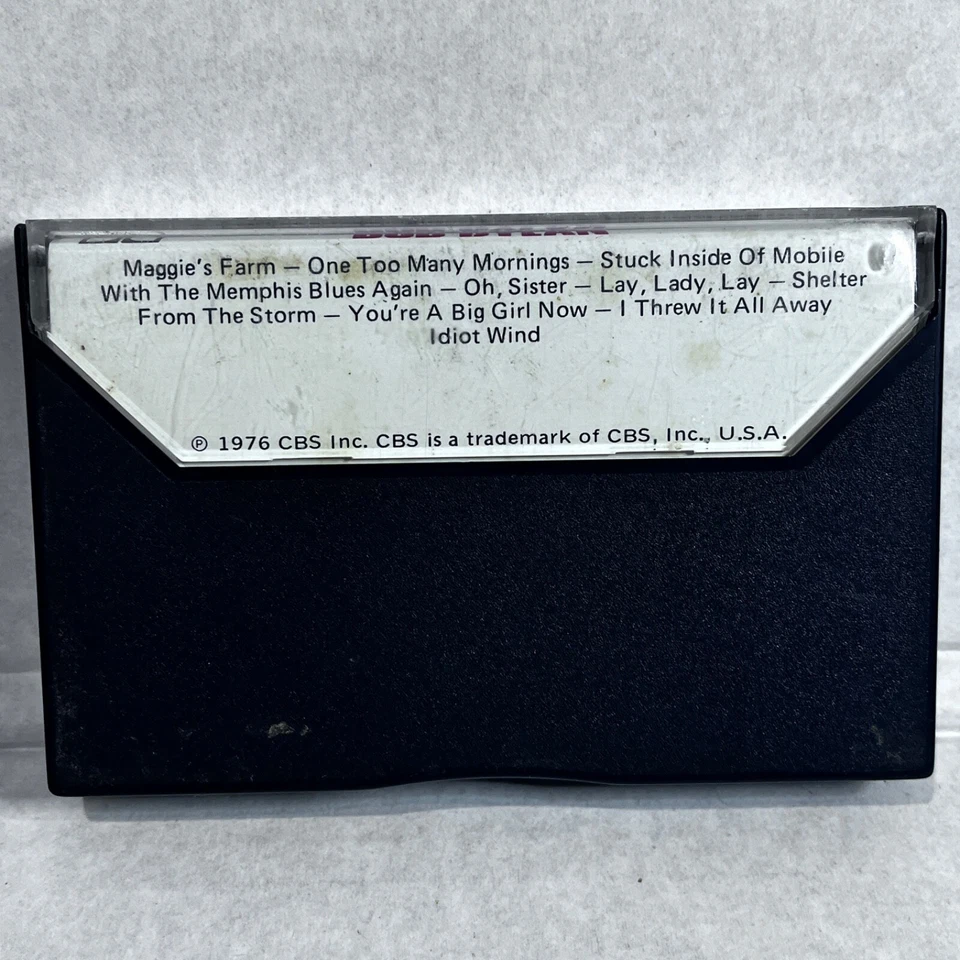 Maggie's Farm – One Too Many Mornings – Stuck Inside Of Mobile
With The Memphis Blues Again – Oh, Sister – Lay, Lady, Lay – Shelter
From The Storm – You're A Big Girl Now – I Threw It All Away
Idiot Wind
℗ 1976 CBS Inc. CBS is a trademark of CBS, Inc., U.S.A.